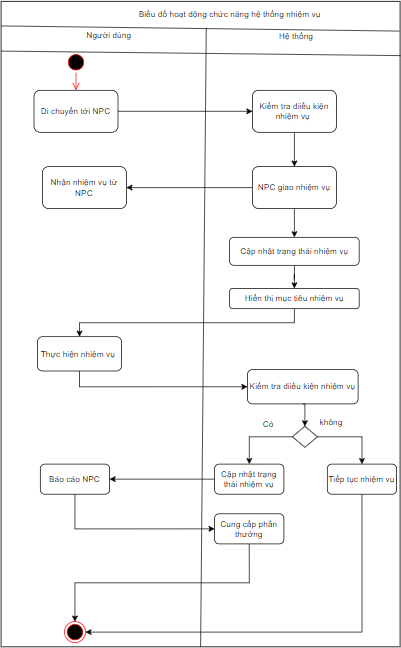 Biểu đồ hoạt động chức năng hệ thống nhiệm vụ
Người dùng
Hệ thống
Di chuyển tới NPC
Kiểm tra điiều kiện
nhiệm vụ
Nhận nhiệm vụ từ
NPC
NPC giao nhiệm vụ
Cập nhật trạng thái nhiệm vụ
Hiển thị mục tiêu nhiệm vụ
Thực hiện nhiệm vụ
Kiểm tra điiều kiện nhiệm vụ
Có
không
Báo cáo NPC
Cập nhật trạng
thái nhiệm vụ
Tiếp tục nhiệm vụ
Cung cấp phần
thưởng